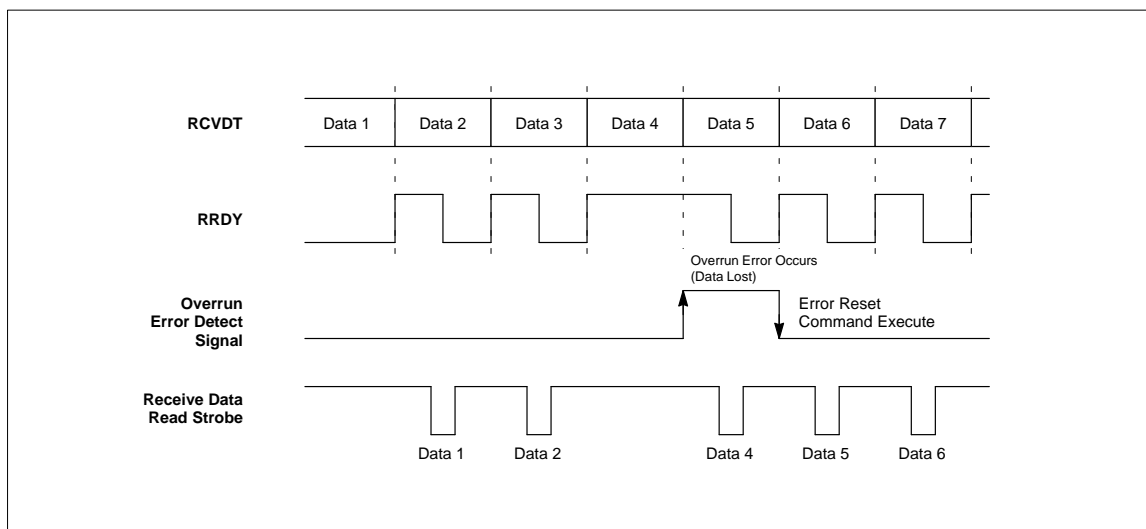 RCVDT
Data 1
Data 2
Data 3
Data 4
Data 5
Data 6
Data 7
RRDY
Overrun Error Occurs
(Data Lost)
Overrun
Error Detect
Signal
Error Reset
Command Execute
Receive Data
Read Strobe
Data 1
Data 2
Data 4
Data 5
Data 6